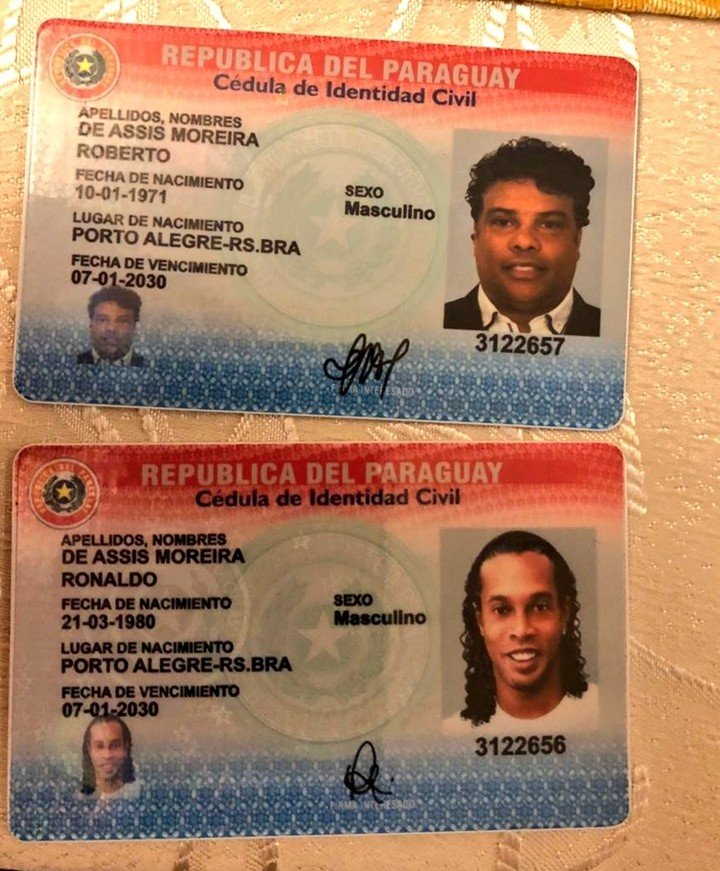 REPUBLICA DEL PARAGUAY
Cédula de Identidad Civil
APELLIDOS, NOMBRES
DE ASSIS MOREIRA
ROBERTO
FECHA DE NACIMIENTO
10-01-1971
SEXO
Masculino
LUGAR DE NACIMIENTO
PORTO ALEGRE-RS.BRA
FECHA DE VENCIMIENTO
07-01-2030
3122657
REPUBLICA DEL PARAGUAY
Cédula de Identidad Civil
APELLIDOS, NOMBRES
DE ASSIS MOREIRA
RONALDO
FECHA DE NACIMIENTO
21-03-1980
SEXO
Masculino
LUGAR DE NACIMIENTO
PORTO ALEGRE-RS.BRA
FECHA DE VENCIMIENTO
07-01-2030
3122656
FIRMA INTERESADO